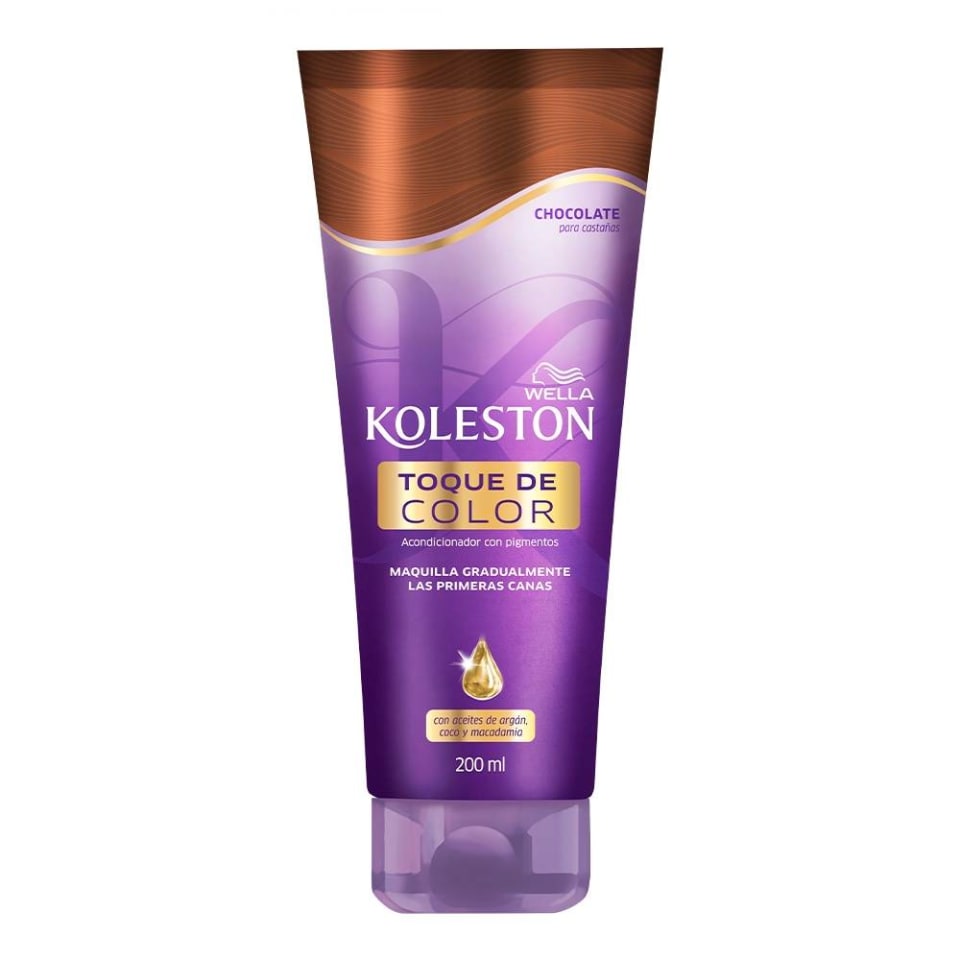 CHOCOLATE
para castañas
WELLA
KOLESTON
TOQUE DE
COLOR
Acondicionador con pigmentos
MAQUILLA GRADUALMENTE
LAS PRIMERAS CANAS
con aceites de argán,
coco y macadamia
200 ml